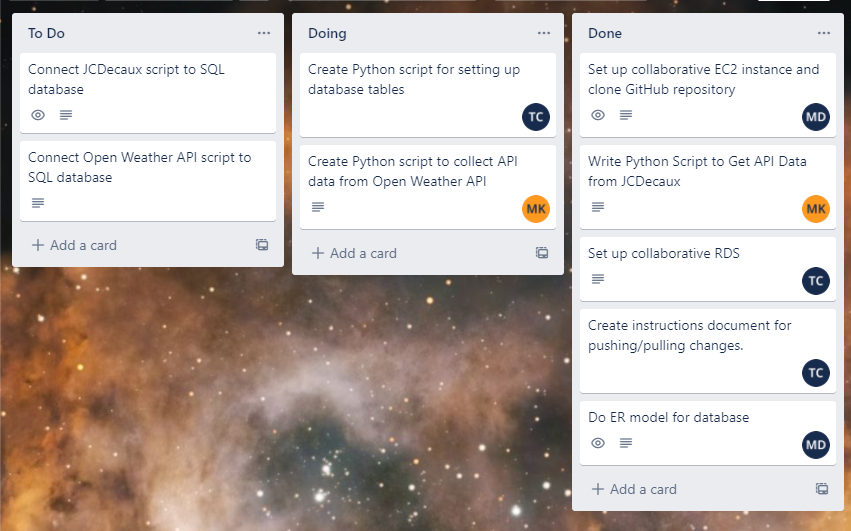 To Do
Connect JCDecaux script to SQL
database
Connect Open Weather API script to
SQL database
Add a card
Doing
Create Python script for setting up
database tables
TC
Create Python script to collect API
data from Open Weather API
MK
Add a card
Done
Set up collaborative EC2 instance and
clone GitHub repository
MD
Write Python Script to Get API Data
from JCDecaux
MK
Set up collaborative RDS
TC
Create instructions document for
pushing/pulling changes.
TC
Do ER model for database
MD
Add a card